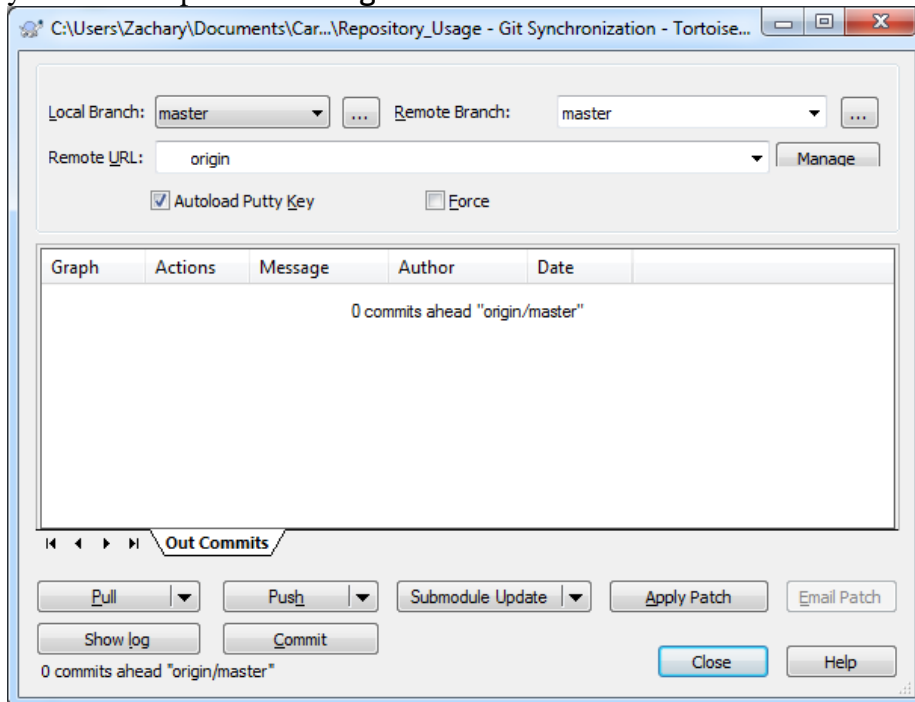 C:\Users\Zachary\Documents\Car...\Repository_Usage - Git Synchronization - Tortoise...
Local Branch: master ... Remote Branch: master ...
Remote URL: origin Manage
Autoload Putty Key Force
Graph Actions Message Author Date
0 commits ahead "origin/master"
Out Commits
Pull Push Submodule Update Apply Patch Email Patch
Show log Commit
0 commits ahead "origin/master"
Close Help